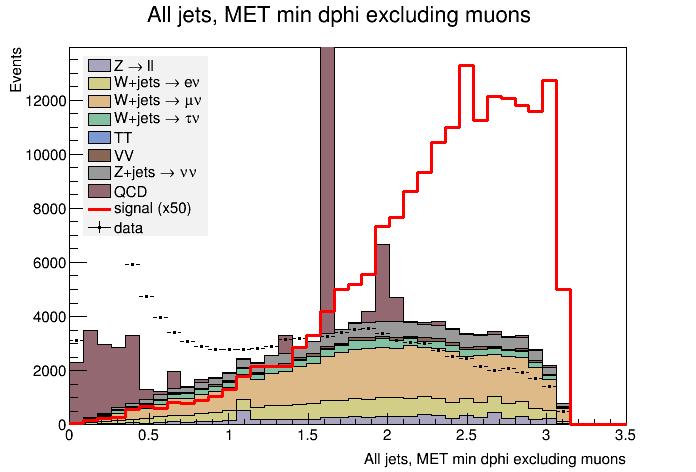 All jets, MET min dphi excluding muons
Events
Z → ll
W+jets → eν
W+jets → μν
W+jets → τν
TT
VV
Z+jets → νν
QCD
signal (x50)
data
12000
10000
8000
6000
4000
2000
0
0 0.5 1 1.5 2 2.5 3 3.5
All jets, MET min dphi excluding muons